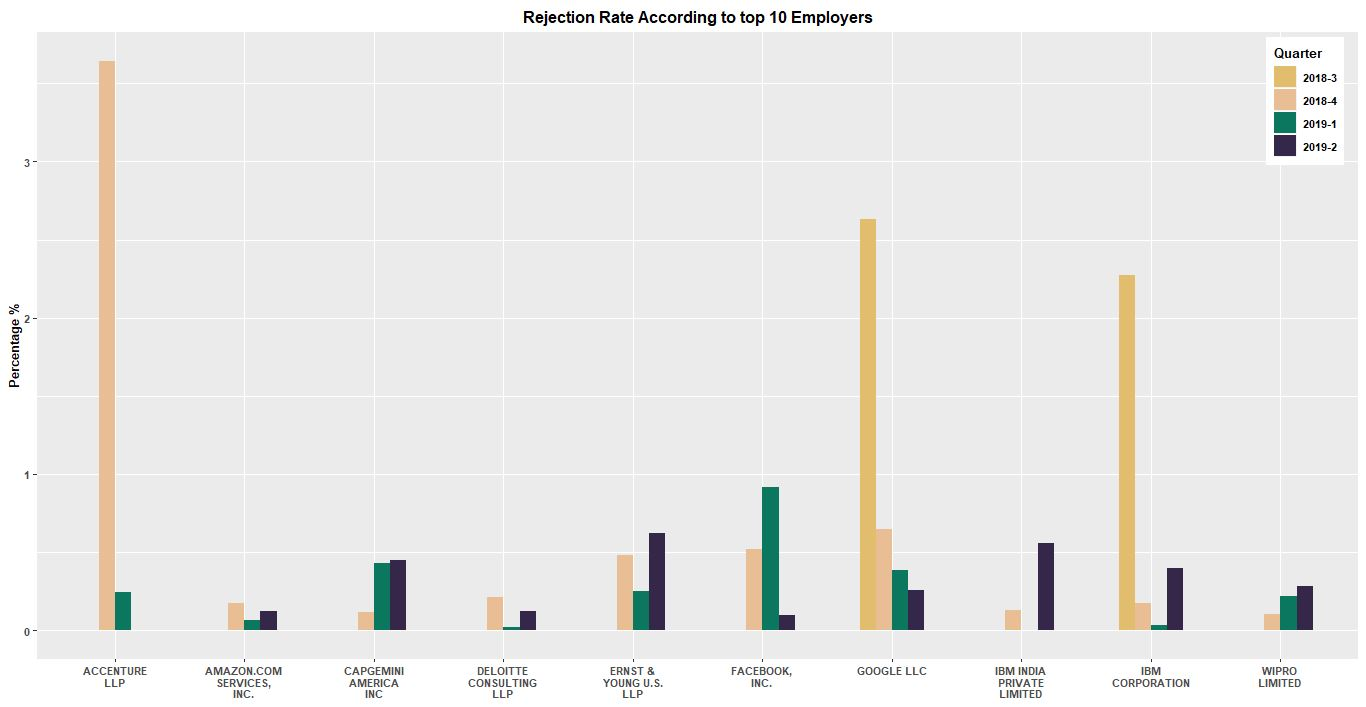 Rejection Rate According to top 10 Employers
Quarter
2018-3
2018-4
2019-1
2019-2
Percentage %
3
2
1
0
ACCENTURE
LLP
AMAZON.COM
SERVICES,
INC.
CAPGEMINI
AMERICA
INC
DELOITTE
CONSULTING
LLP
ERNST &
YOUNG U.S.
LLP
FACEBOOK,
INC.
GOOGLE LLC
IBM INDIA
PRIVATE
LIMITED
IBM
CORPORATION
WIPRO
LIMITED